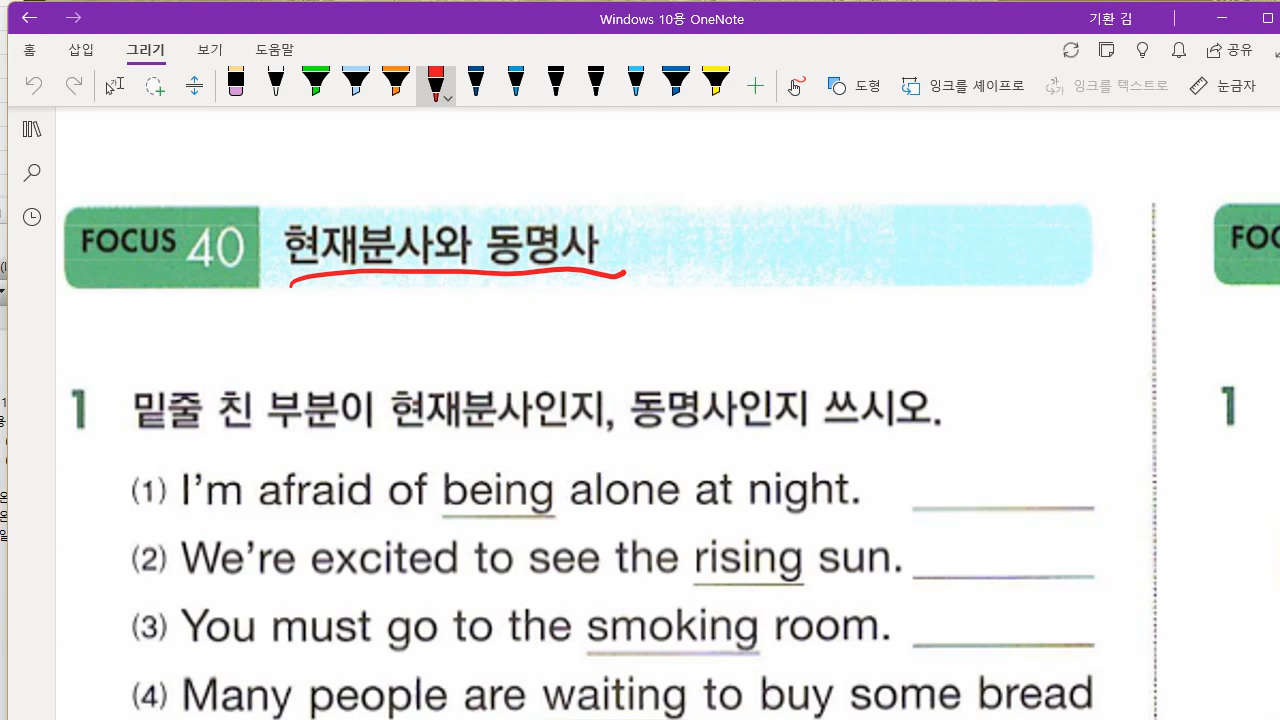 Windows 10용 OneNote
기환 김
홈 삽입 그리기 보기 도움말
공유
도형 잉크를 셰이프로 잉크를 텍스트로 눈금자
FOCUS 40 현재분사와 동명사
1 밑줄 친 부분이 현재분사인지, 동명사인지 쓰시오.
(1) I'm afraid of being alone at night.
(2) We're excited to see the rising sun.
(3) You must go to the smoking room.
(4) Many people are waiting to buy some bread
1